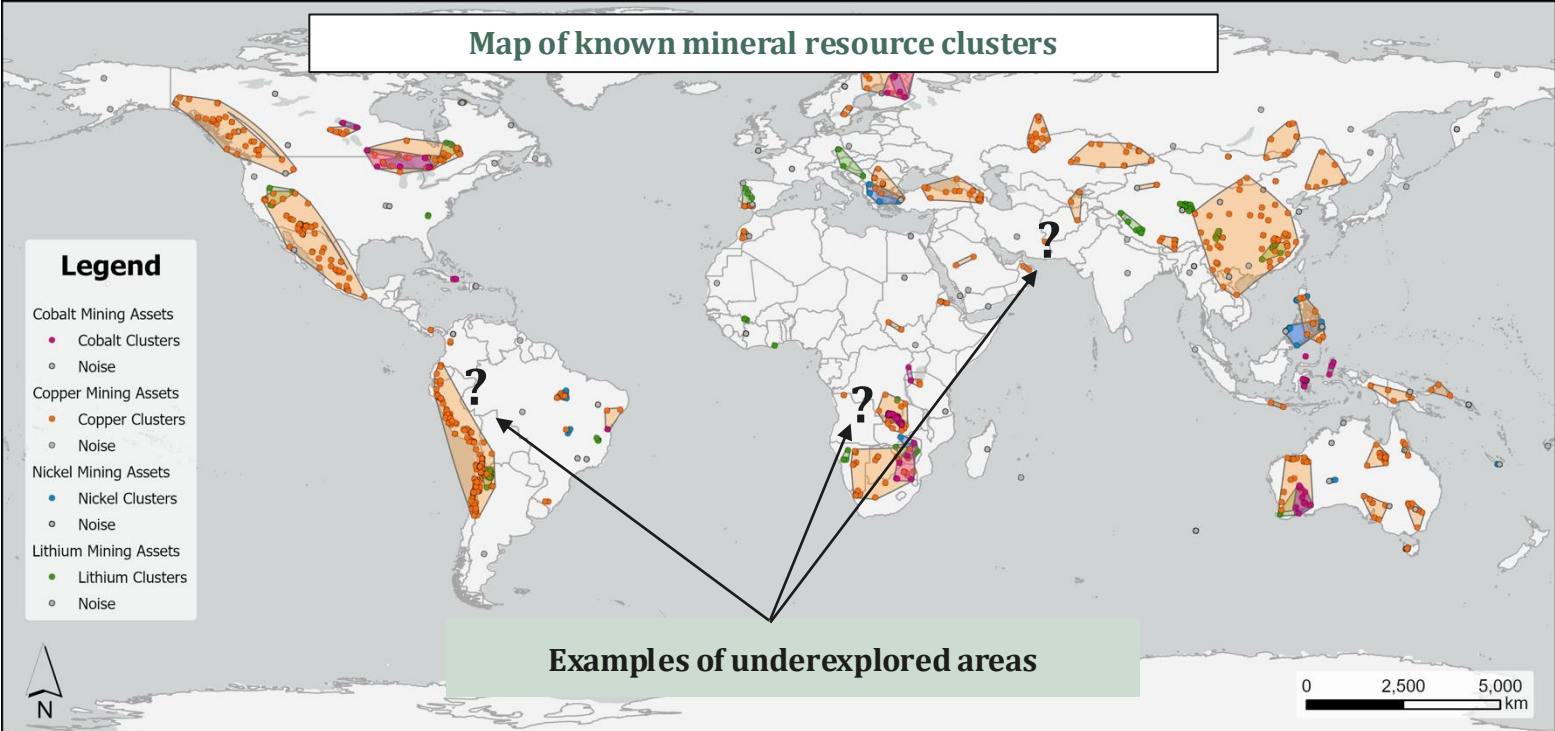 Map of known mineral resource clusters
?
?
?
Legend
Cobalt Mining Assets
Cobalt Clusters
Noise
Copper Mining Assets
Copper Clusters
Noise
Nickel Mining Assets
Nickel Clusters
Noise
Lithium Mining Assets
Lithium Clusters
Noise
Examples of underexplored areas
N
0 2,500 5,000
km